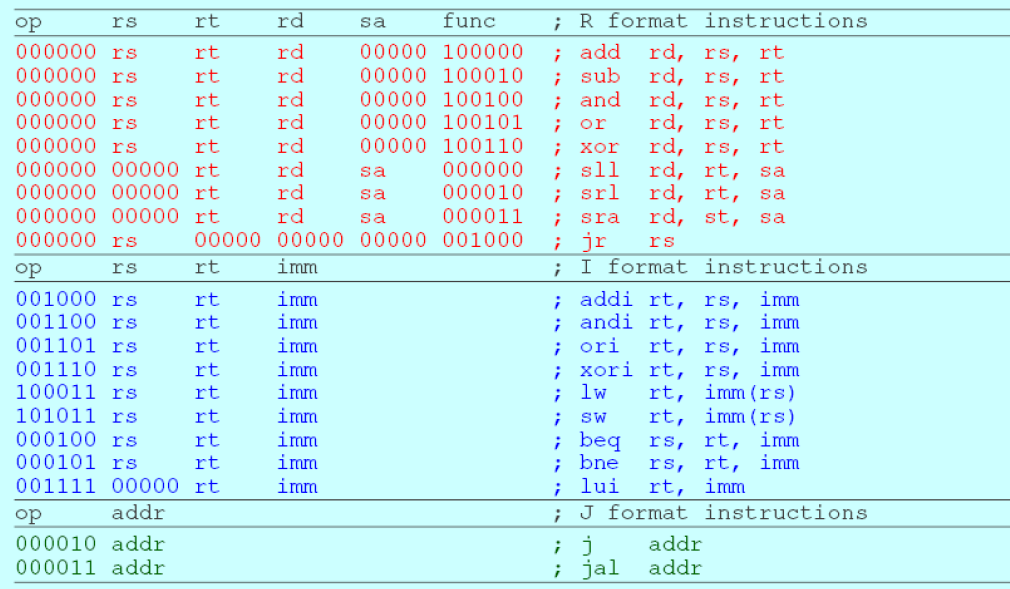 op rs rt rd sa func ; R format instructions
000000 rs rt rd 00000 100000 ; add rd, rs, rt
000000 rs rt rd 00000 100010 ; sub rd, rs, rt
000000 rs rt rd 00000 100100 ; and rd, rs, rt
000000 rs rt rd 00000 100101 ; or rd, rs, rt
000000 rs rt rd 00000 100110 ; xor rd, rs, rt
000000 00000 rt rd sa 000000 ; sll rd, rt, sa
000000 00000 rt rd sa 000010 ; srl rd, rt, sa
000000 00000 rt rd sa 000011 ; sra rd, st, sa
000000 rs 00000 00000 00000 001000 ; jr rs
op rs rt imm ; I format instructions
001000 rs rt imm ; addi rt, rs, imm
001100 rs rt imm ; andi rt, rs, imm
001101 rs rt imm ; ori rt, rs, imm
001110 rs rt imm ; xori rt, rs, imm
100011 rs rt imm ; lw rt, imm(rs)
101011 rs rt imm ; sw rt, imm(rs)
000100 rs rt imm ; beq rs, rt, imm
000101 rs rt imm ; bne rs, rt, imm
001111 00000 rt imm ; lui rt, imm
op addr ; J format instructions
000010 addr ; j addr
000011 addr ; jal addr